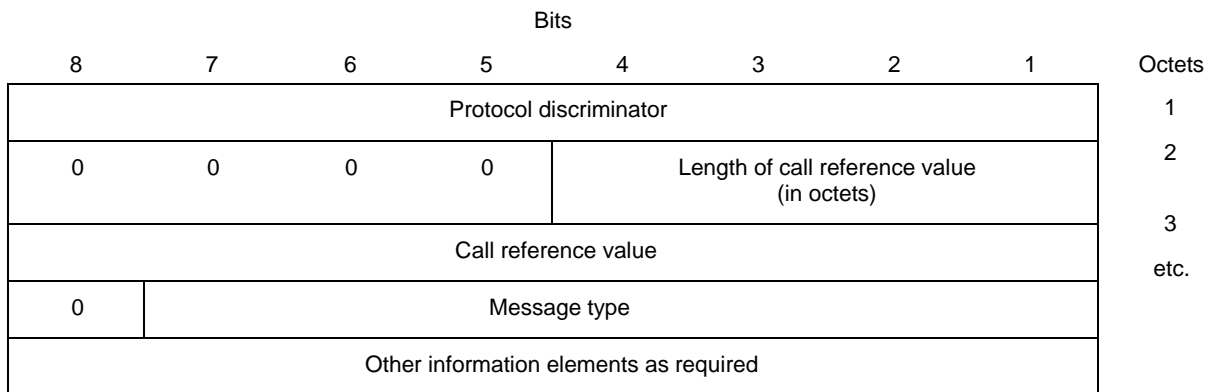 Bits
8 7 6 5 4 3 2 1 Octets
Protocol discriminator 1
0 0 0 0 Length of call reference value 2
(in octets)
Call reference value 3
etc.
0 Message type
Other information elements as required